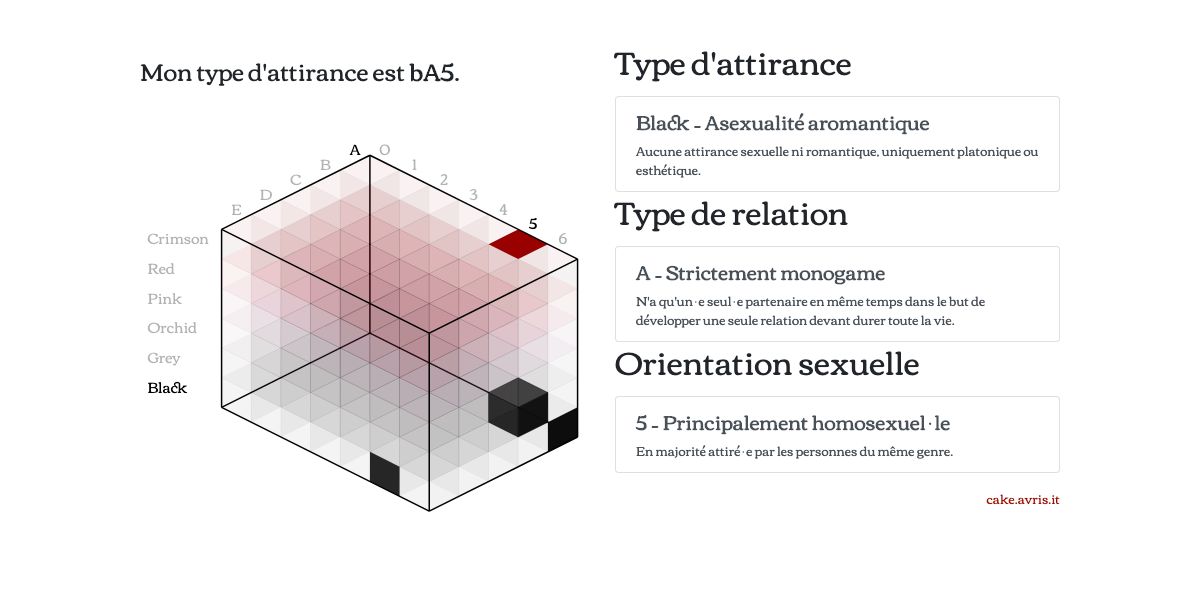 Mon type d'attirance est bA5.
A
B
C
D
E
0
1
2
3
4
5
6
Crimson
Red
Pink
Orchid
Grey
Black
Type d'attirance
Black – Asexualité aromantique
Aucune attirance sexuelle ni romantique, uniquement platonique ou
esthétique.
Type de relation
A – Strictement monogame
N'a qu'un·e seul·e partenaire en même temps dans le but de
développer une seule relation devant durer toute la vie.
Orientation sexuelle
5 – Principalement homosexuel·le
En majorité attiré·e par les personnes du même genre.
cake.avris.it